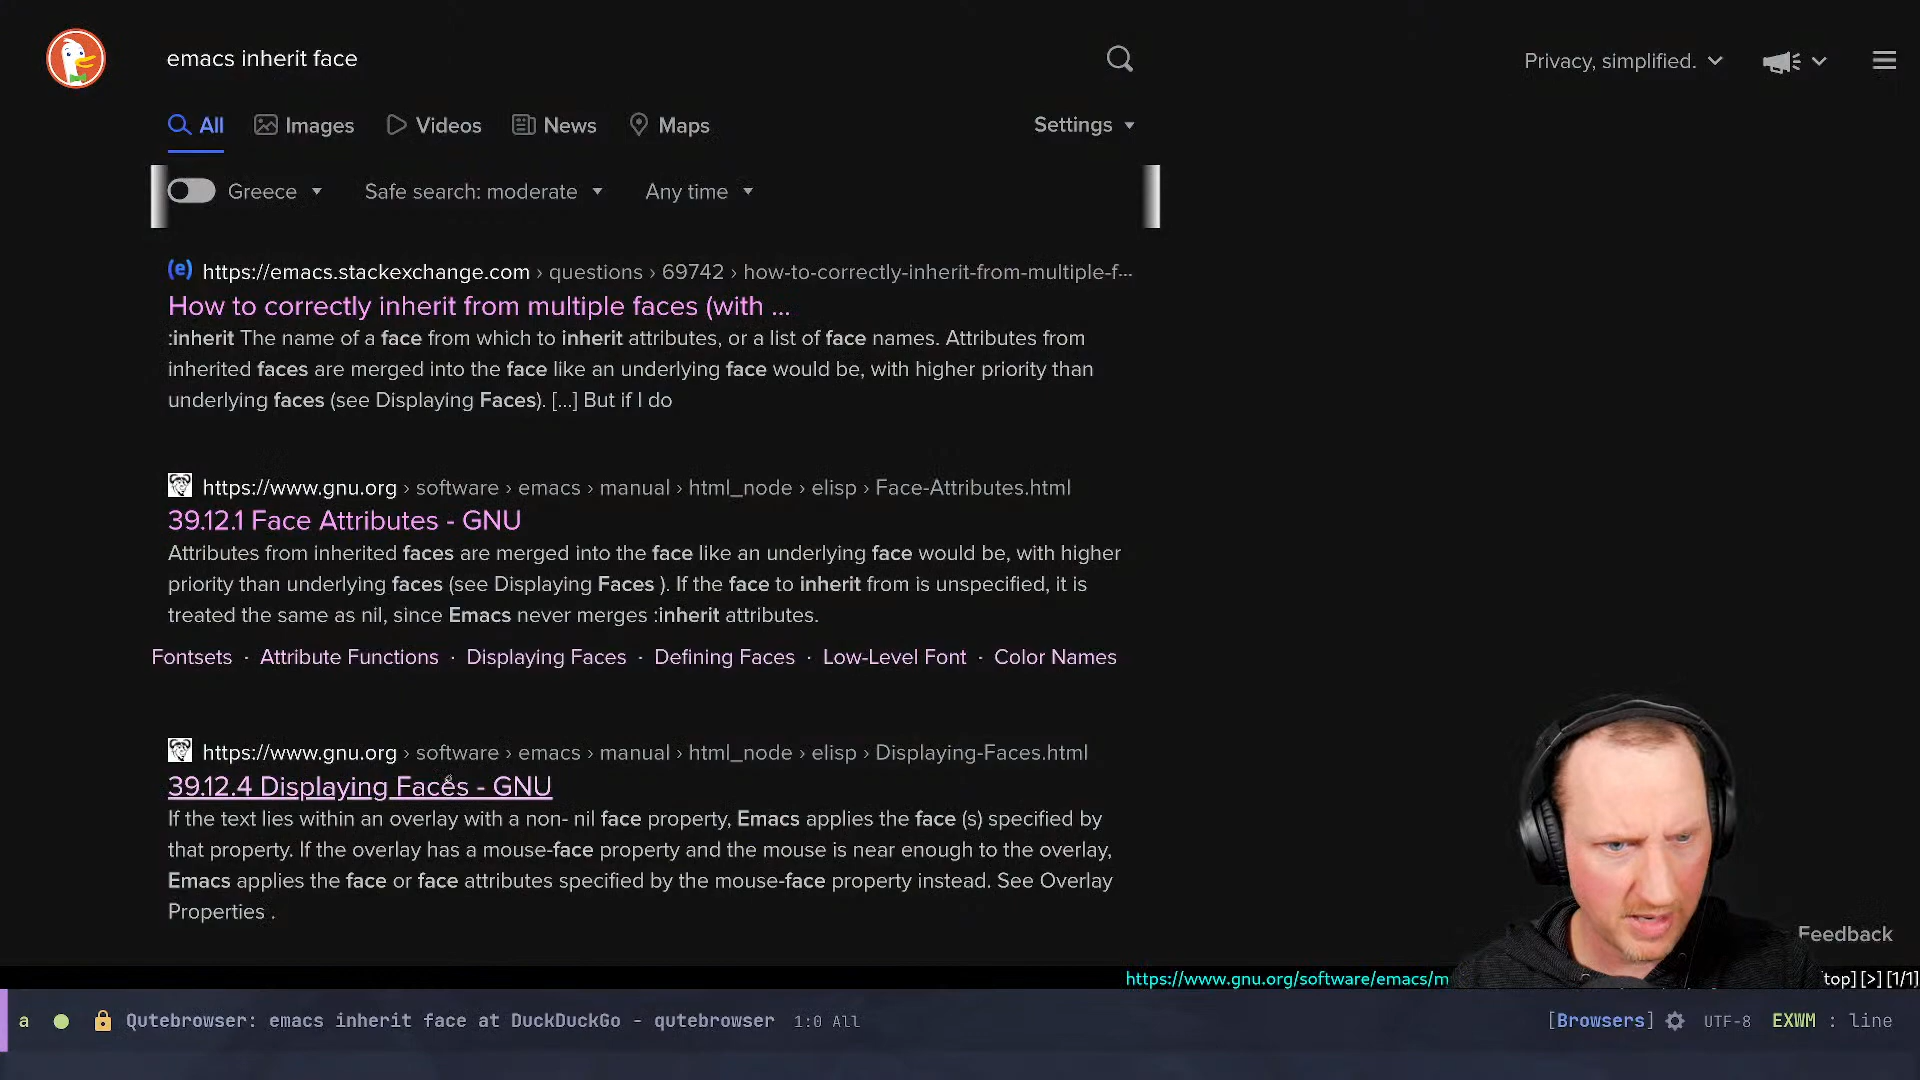 emacs inherit face
Privacy, simplified.
All Images Videos News Maps Settings
Greece Safe search: moderate Any time
(e) https://emacs.stackexchange.com › questions › 69742 › how-to-correctly-inherit-from-multiple-f...
How to correctly inherit from multiple faces (with ...
:inherit The name of a face from which to inherit attributes, or a list of face names. Attributes from
inherited faces are merged into the face like an underlying face would be, with higher priority than
underlying faces (see Displaying Faces). [...] But if I do
https://www.gnu.org › software › emacs › manual › html_node › elisp › Face-Attributes.html
39.12.1 Face Attributes - GNU
Attributes from inherited faces are merged into the face like an underlying face would be, with higher
priority than underlying faces (see Displaying Faces ). If the face to inherit from is unspecified, it is
treated the same as nil, since Emacs never merges :inherit attributes.
Fontsets · Attribute Functions · Displaying Faces · Defining Faces · Low-Level Font · Color Names
https://www.gnu.org › software › emacs › manual › html_node › elisp › Displaying-Faces.html
39.12.4 Displaying Faces - GNU
If the text lies within an overlay with a non- nil face property, Emacs applies the face (s) specified by
that property. If the overlay has a mouse-face property and the mouse is near enough to the overlay,
Emacs applies the face or face attributes specified by the mouse-face property instead. See Overlay
Properties .
Feedback
https://www.gnu.org/software/emacs/m top][>][1/1]
a Qutebrowser: emacs inherit face at DuckDuckGo - qutebrowser 1:0 All [Browsers] UTF-8 EXWM : line